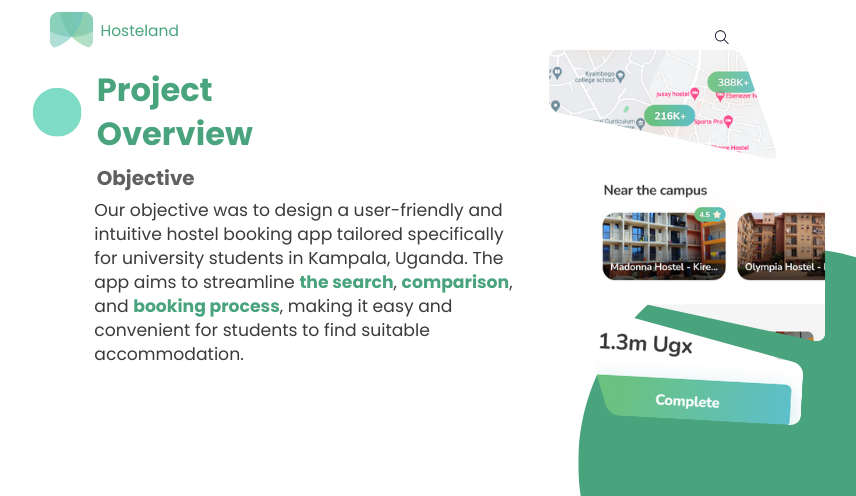 Hosteland
Project
Overview
Objective
Our objective was to design a user-friendly and
intuitive hostel booking app tailored specifically
for university students in Kampala, Uganda. The
app aims to streamline the search, comparison,
and booking process, making it easy and
convenient for students to find suitable
accommodation.
Kyambogo
college school
388K+
jussy hostel
Ebenezer
216K+
Curriculum
Sports Pro
Hostel
Near the campus
4.5
Madonna Hostel - Kire...
Olympia Hostel -
1.3m Ugx
Complete